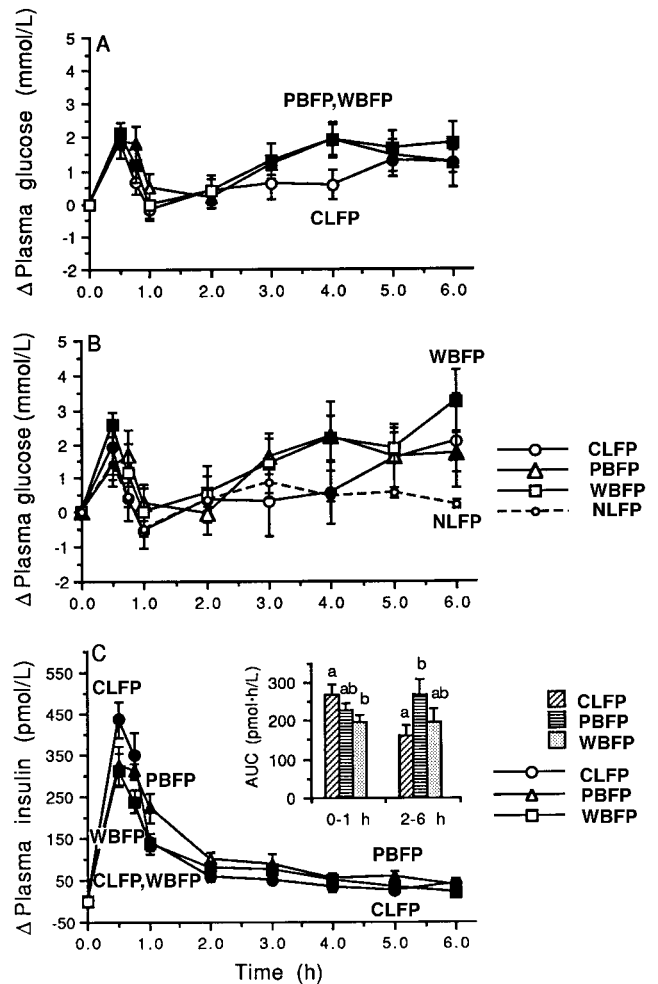 A
Δ Plasma glucose (mmol/L)
5
4
3
2
1
0
-1
-2
PBFP,WBFP
CLFP
0.0 1.0 2.0 3.0 4.0 5.0 6.0
B
Δ Plasma glucose (mmol/L)
5
4
3
2
1
0
-1
-2
WBFP
NLFP
0.0 1.0 2.0 3.0 4.0 5.0 6.0
CLFP
PBFP
WBFP
NLFP
C
Δ Plasma insulin (pmol/L)
550
450
350
250
150
50
-50
CLFP
PBFP
WBFP
CLFP,WBFP
PBFP
CLFP
AUC (pmol·h/L)
300
200
100
0
a ab b
a b ab
0-1 h 2-6 h
CLFP
PBFP
WBFP
CLFP
PBFP
WBFP
0.0 1.0 2.0 3.0 4.0 5.0 6.0
Time (h)